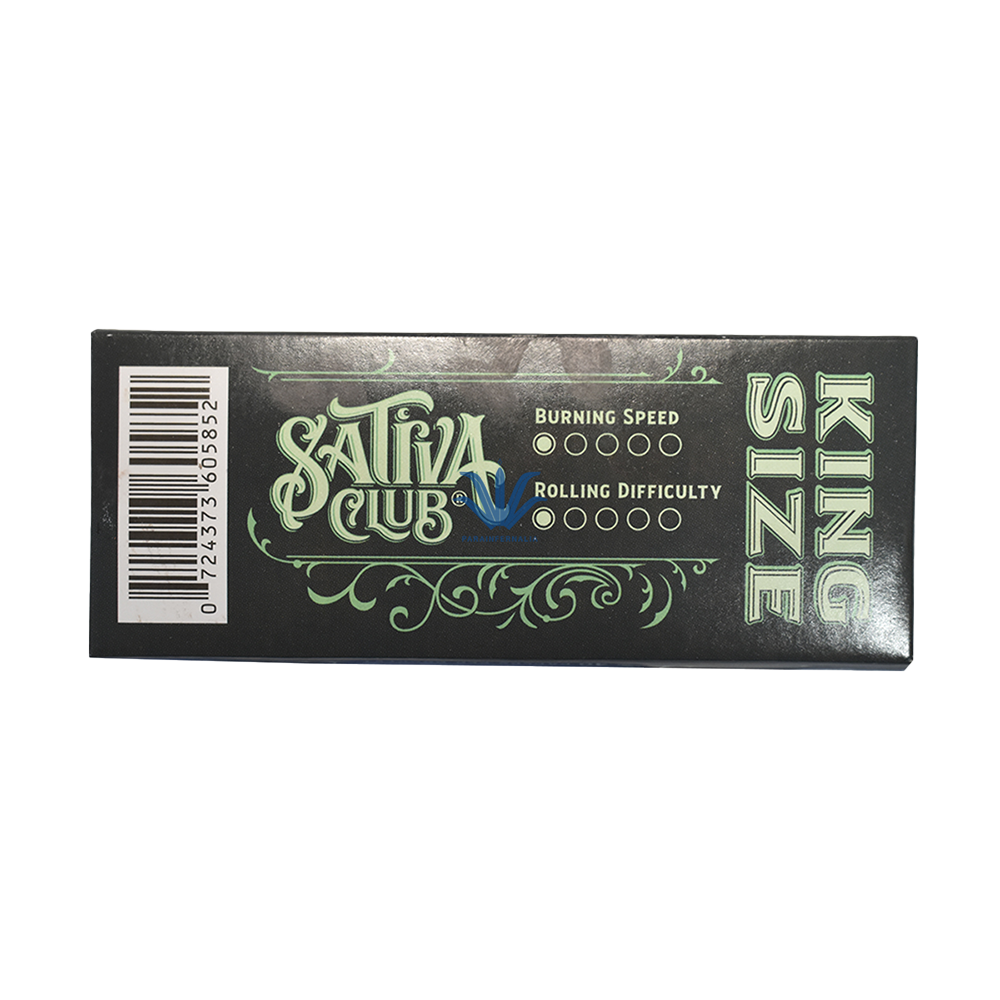 0 724373 605852
SATIVA
CLUB®
BURNING SPEED
ROLLING DIFFICULTY
KING
SIZE